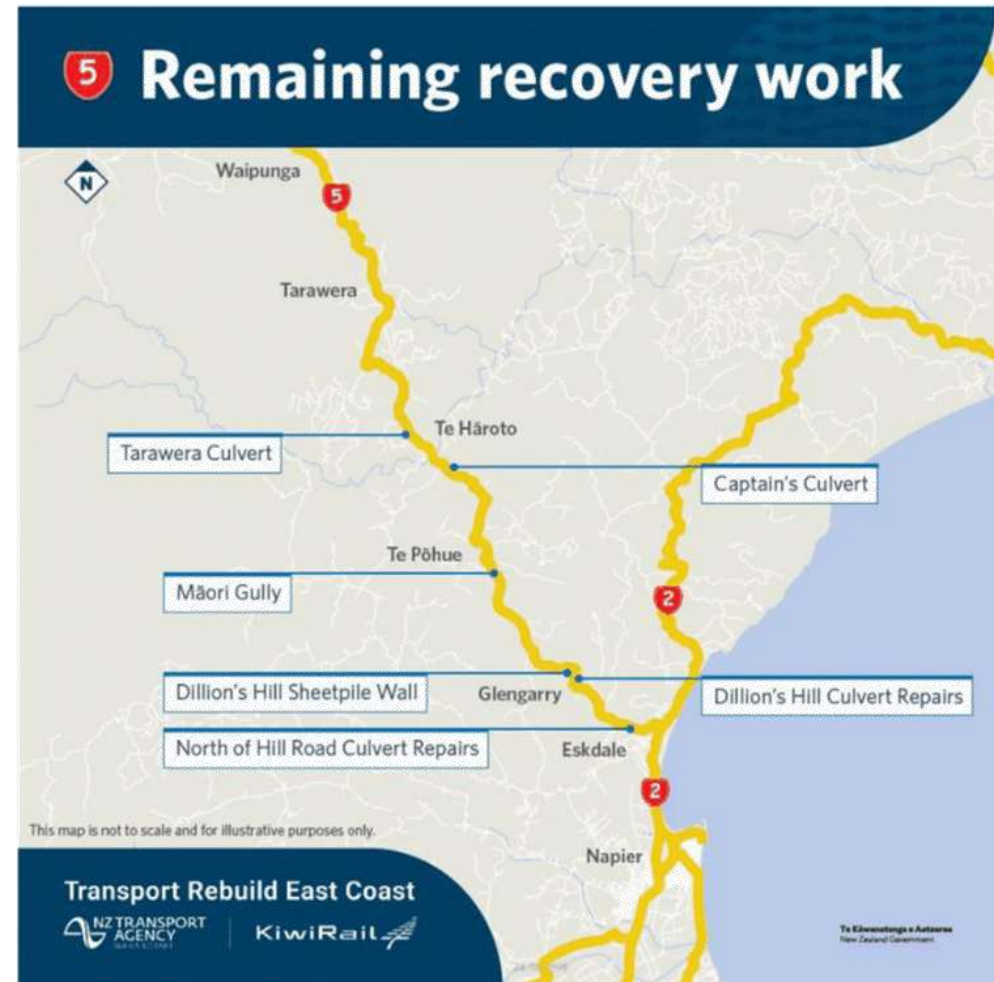 5 Remaining recovery work
N
Waipunga
5
Tarawera
Te Hāroto
Tarawera Culvert
Captain's Culvert
Te Pōhue
Māori Gully
2
Dillion's Hill Sheetpile Wall
Glengarry
Dillion's Hill Culvert Repairs
North of Hill Road Culvert Repairs
Eskdale
2
This map is not to scale and for illustrative purposes only.
Napier
Transport Rebuild East Coast
NZ TRANSPORT
AGENCY
KiwiRail
Te Kāwanatanga o Aotearoa
New Zealand Government